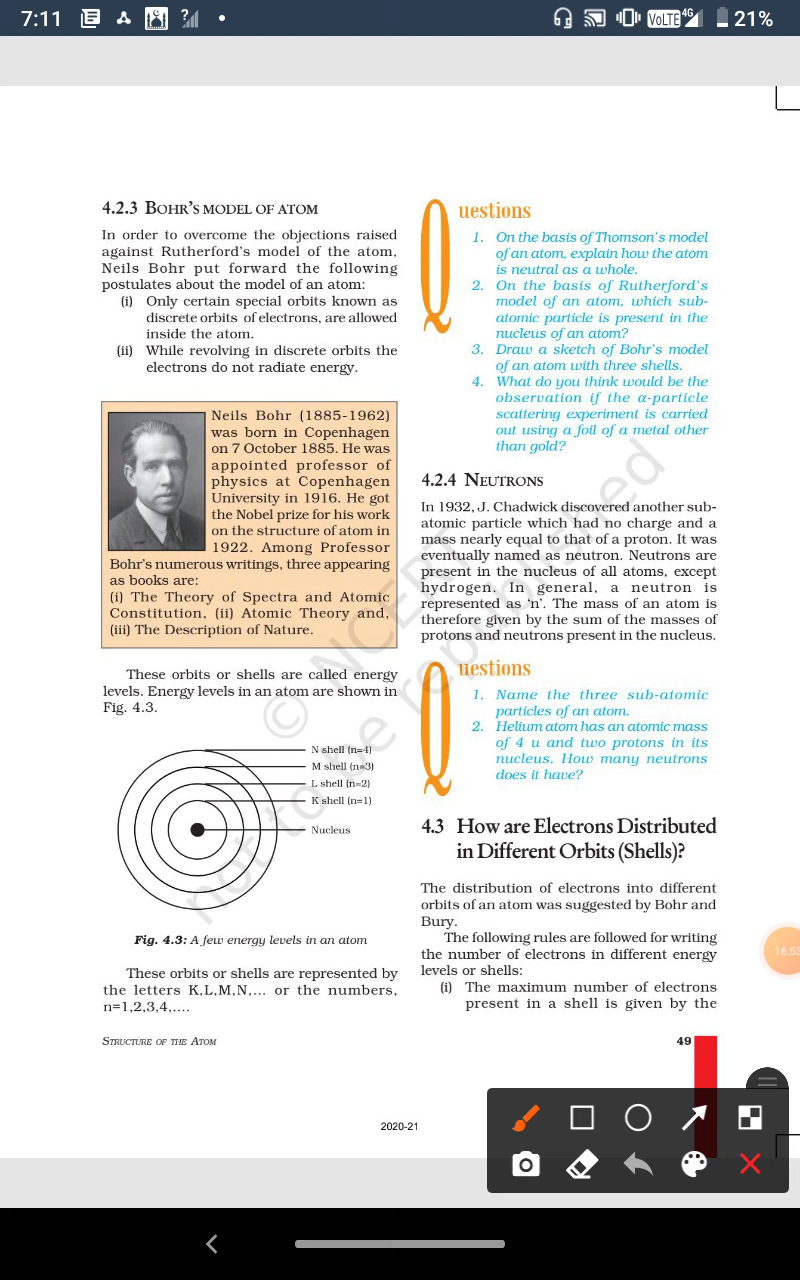 7:11
VoLTE 4G 21%
4.2.3 BOHR'S MODEL OF ATOM
In order to overcome the objections raised
against Rutherford's model of the atom,
Neils Bohr put forward the following
postulates about the model of an atom:
(i) Only certain special orbits known as
discrete orbits of electrons, are allowed
inside the atom.
(ii) While revolving in discrete orbits the
electrons do not radiate energy.
Neils Bohr (1885-1962)
was born in Copenhagen
on 7 October 1885. He was
appointed professor of
physics at Copenhagen
University in 1916. He got
the Nobel prize for his work
on the structure of atom in
1922. Among Professor
Bohr's numerous writings, three appearing
as books are:
(i) The Theory of Spectra and Atomic
Constitution, (ii) Atomic Theory and,
(iii) The Description of Nature.
These orbits or shells are called energy
levels. Energy levels in an atom are shown in
Fig. 4.3.
N shell (n=4)
M shell (n=3)
L shell (n=2)
K shell (n=1)
Nucleus
Fig. 4.3: A few energy levels in an atom
These orbits or shells are represented by
the letters K,L,M,N,... or the numbers,
n=1,2,3,4,....
Questions
1. On the basis of Thomson's model
of an atom, explain how the atom
is neutral as a whole.
2. On the basis of Rutherford's
model of an atom, which sub-
atomic particle is present in the
nucleus of an atom?
3. Draw a sketch of Bohr's model
of an atom with three shells.
4. What do you think would be the
observation if the α-particle
scattering experiment is carried
out using a foil of a metal other
than gold?
4.2.4 NEUTRONS
In 1932, J. Chadwick discovered another sub-
atomic particle which had no charge and a
mass nearly equal to that of a proton. It was
eventually named as neutron. Neutrons are
present in the nucleus of all atoms, except
hydrogen. In general, a neutron is
represented as 'n'. The mass of an atom is
therefore given by the sum of the masses of
protons and neutrons present in the nucleus.
Questions
1. Name the three sub-atomic
particles of an atom.
2. Helium atom has an atomic mass
of 4 u and two protons in its
nucleus. How many neutrons
does it have?
4.3 How are Electrons Distributed
in Different Orbits (Shells)?
The distribution of electrons into different
orbits of an atom was suggested by Bohr and
Bury.
The following rules are followed for writing
the number of electrons in different energy
levels or shells:
(i) The maximum number of electrons
present in a shell is given by the
© NCERT
not to be republished
16:53
STRUCTURE OF THE ATOM
49
2020-21